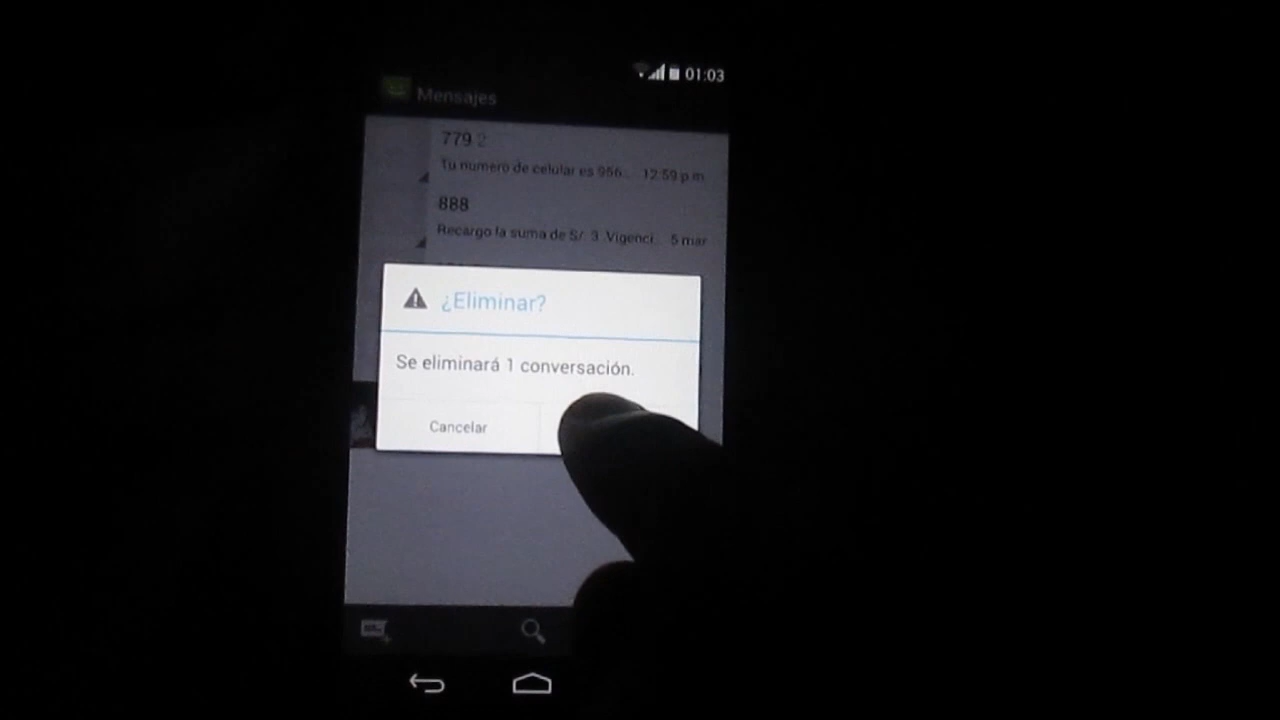 01:03
Mensajes
779 2
Tu numero de celular es 956... 12:59 p.m.
888
Recargo la suma de S/. 3 .Vigenci... 5 mar
¿Eliminar?
Se eliminará 1 conversación.
Cancelar